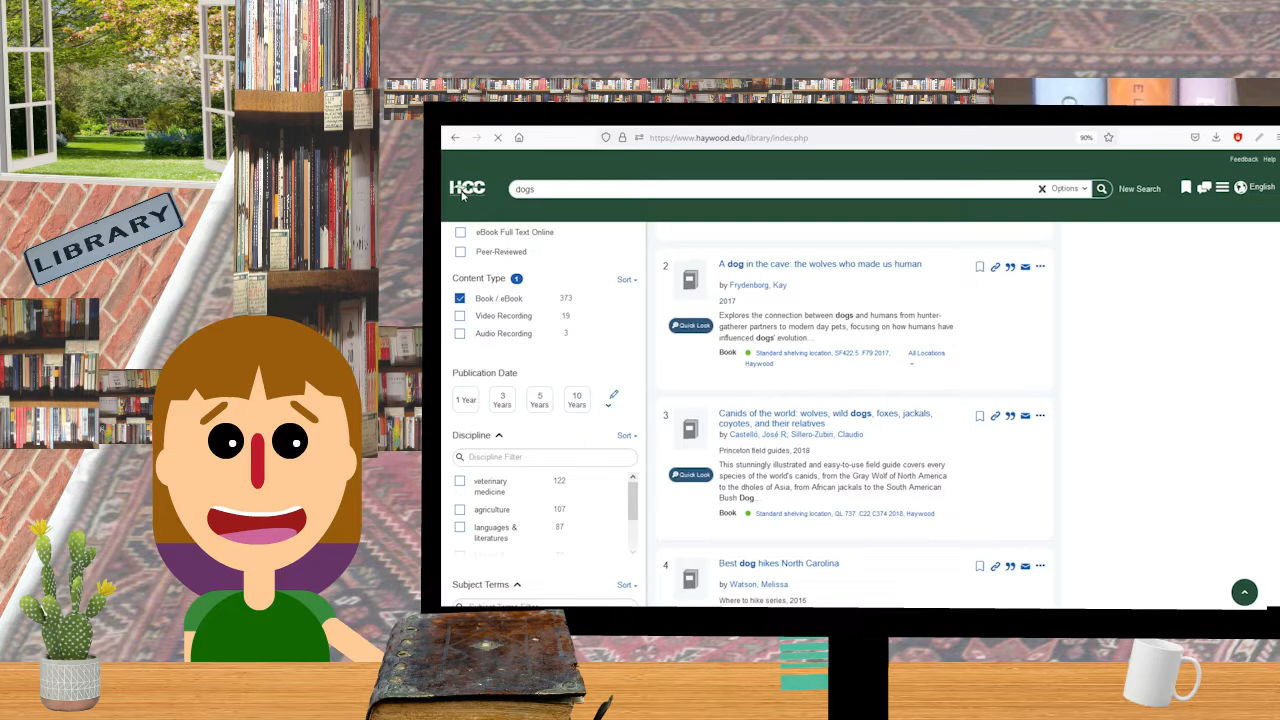 LIBRARY
https://www.haywood.edu/library/index.php
90%
Feedback Help
HCC
dogs
Options
New Search
English
eBook Full Text Online
Peer-Reviewed
Content Type 1
Sort
Book / eBook 373
Video Recording 19
Audio Recording 3
Publication Date
1 Year
3 Years
5 Years
10 Years
Discipline
Sort
Discipline Filter
veterinary medicine 122
agriculture 107
languages & literatures 87
Subject Terms
Sort
2
A dog in the cave: the wolves who made us human
by Frydenborg, Kay
2017
Quick Look
Explores the connection between dogs and humans from hunter-
gatherer partners to modern day pets, focusing on how humans have
influenced dogs' evolution...
Book Standard shelving location, SF422.5 .F79 2017, All Locations
Haywood
3
Canids of the world: wolves, wild dogs, foxes, jackals,
coyotes, and their relatives
by Castelló, José R; Sillero-Zubiri, Claudio
Princeton field guides, 2018
Quick Look
This stunningly illustrated and easy-to-use field guide covers every
species of the world's canids, from the Gray Wolf of North America
to the dholes of Asia, from African jackals to the South American
Bush Dog...
Book Standard shelving location, QL 737 .C22 C374 2018, Haywood
4
Best dog hikes North Carolina
by Watson, Melissa
Where to hike series, 2016